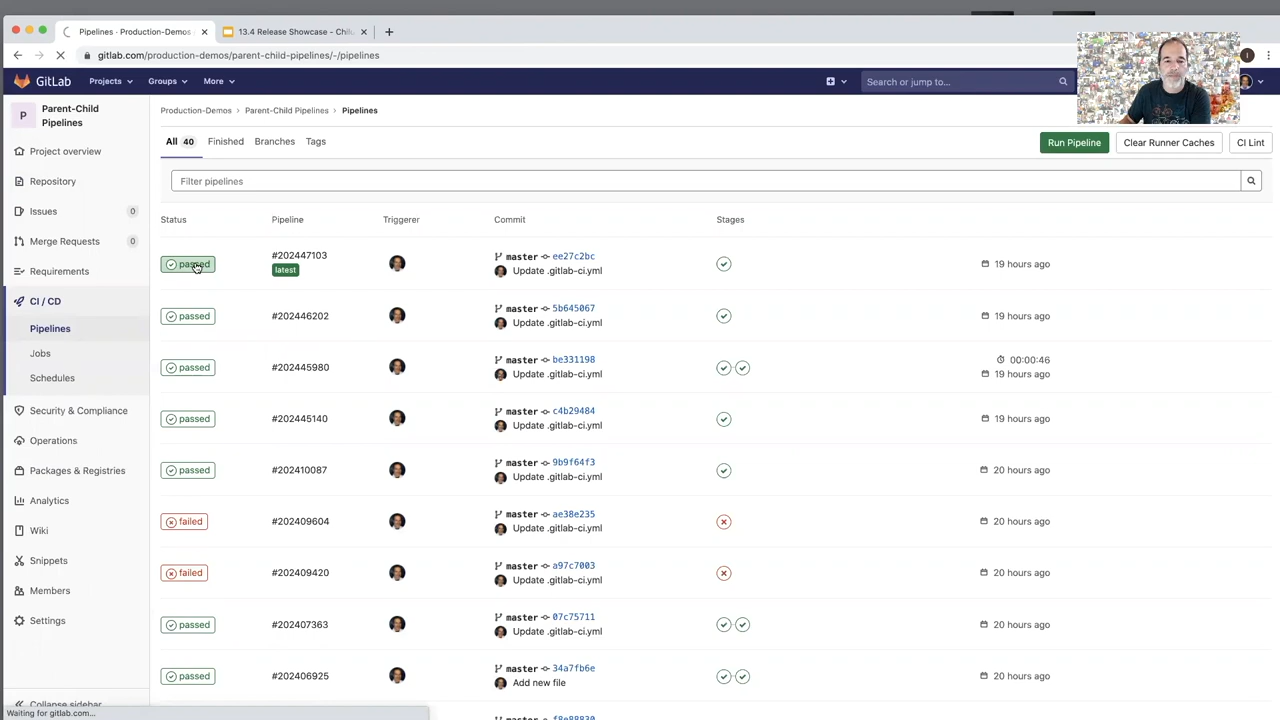 Pipelines · Production-Demos
13.4 Release Showcase - Child
gitlab.com/production-demos/parent-child-pipelines/-/pipelines
GitLab
Projects
Groups
More
Search or jump to...
P
Parent-Child
Pipelines
Project overview
Repository
Issues 0
Merge Requests 0
Requirements
CI / CD
Pipelines
Jobs
Schedules
Security & Compliance
Operations
Packages & Registries
Analytics
Wiki
Snippets
Members
Settings
Collapse sidebar
Production-Demos > Parent-Child Pipelines > Pipelines
All 40 Finished Branches Tags
Run Pipeline Clear Runner Caches CI Lint
Filter pipelines
Status Pipeline Triggerer Commit Stages
passed #202447103 master ee27c2bc 19 hours ago
latest Update .gitlab-ci.yml
passed #202446202 master 5b645067 19 hours ago
Update .gitlab-ci.yml
passed #202445980 master be331198 00:00:46
Update .gitlab-ci.yml 19 hours ago
passed #202445140 master c4b29484 19 hours ago
Update .gitlab-ci.yml
passed #202410087 master 9b9f64f3 20 hours ago
Update .gitlab-ci.yml
failed #202409604 master ae38e235 20 hours ago
Update .gitlab-ci.yml
failed #202409420 master a97c7003 20 hours ago
Update .gitlab-ci.yml
passed #202407363 master 07c75711 20 hours ago
Update .gitlab-ci.yml
passed #202406925 master 34a7fb6e 20 hours ago
Add new file
Waiting for gitlab.com...